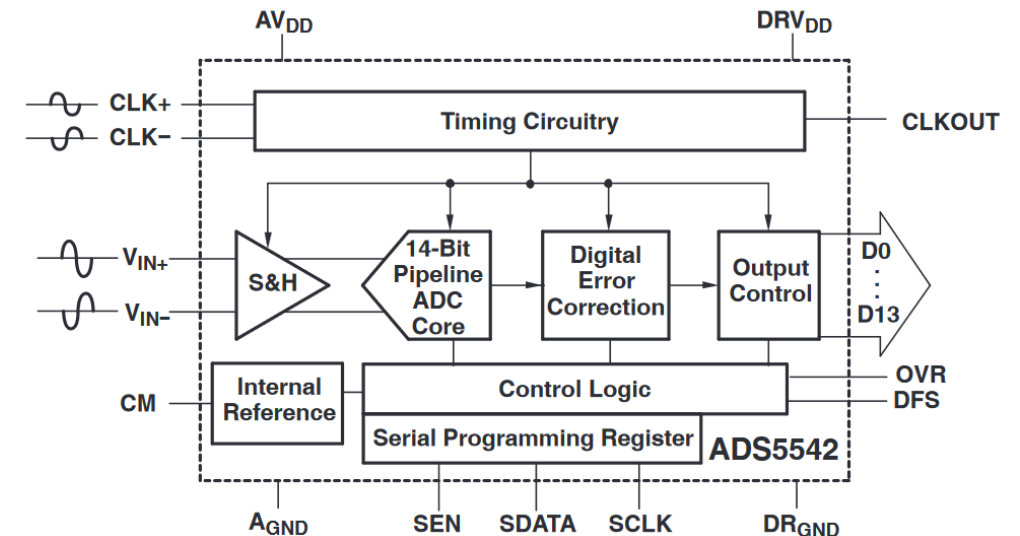 AVDD
DRVDD
CLK+
CLK−
Timing Circuitry
CLKOUT
VIN+
VIN−
S&H
14-Bit
Pipeline
ADC
Core
Digital
Error
Correction
Output
Control
D0
D13
CM
Internal
Reference
Control Logic
OVR
DFS
Serial Programming Register
ADS5542
AGND
SEN
SDATA
SCLK
DRGND